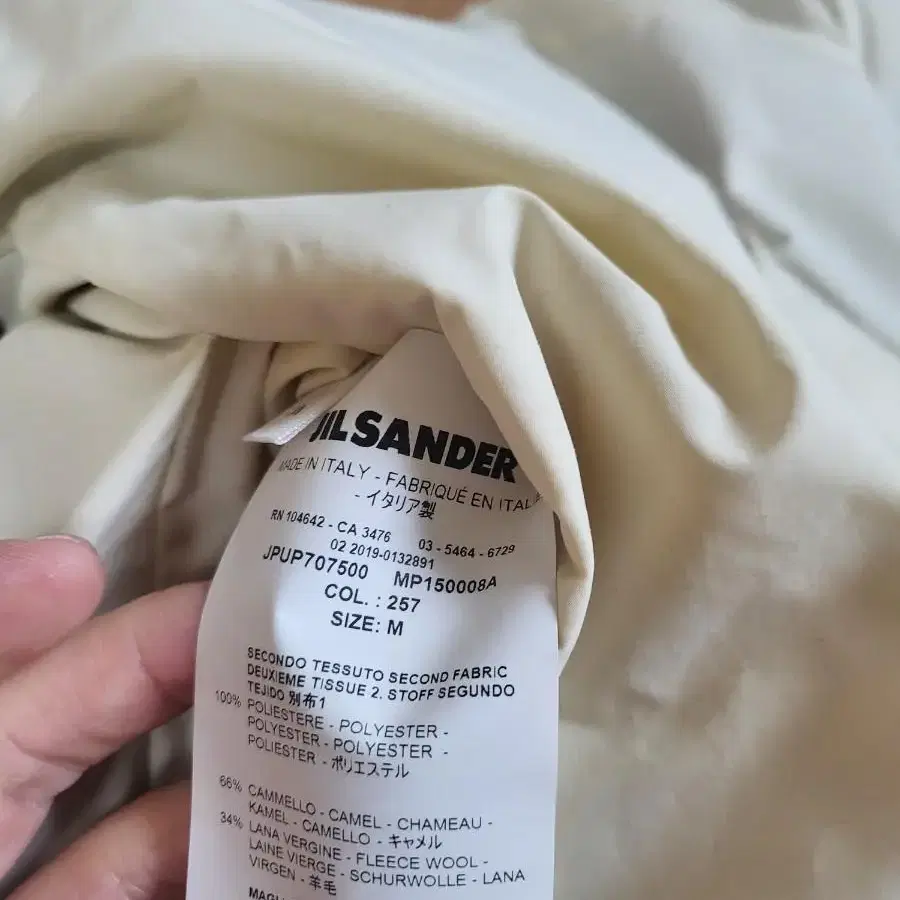 JIL SANDER
MADE IN ITALY - FABRIQUÉ EN ITALIE
- イタリア製
RN 104642 - CA 3476 03 - 5464 - 6729
02 2019-0132891
JPUP707500 MP150008A
COL. : 257
SIZE: M
SECONDO TESSUTO SECOND FABRIC
DEUXIEME TISSUE 2. STOFF SEGUNDO
TEJIDO 別布1
100% POLIESTERE - POLYESTER -
POLYESTER - POLYESTER -
POLIESTER - ポリエステル
66% CAMMELLO - CAMEL - CHAMEAU -
KAMEL - CAMELLO - キャメル
34% LANA VERGINE - FLEECE WOOL -
LAINE VIERGE - SCHURWOLLE - LANA
VIRGEN - 羊毛